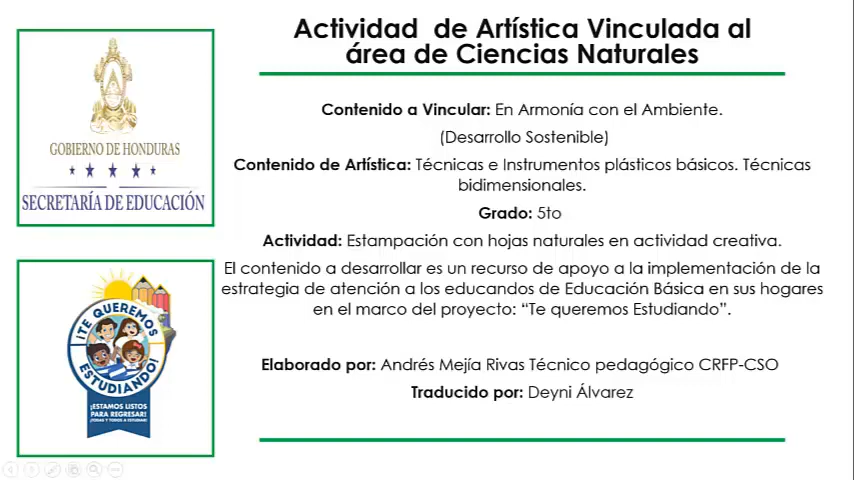 Actividad de Artística Vinculada al
área de Ciencias Naturales
GOBIERNO DE HONDURAS
SECRETARÍA DE EDUCACIÓN
Contenido a Vincular: En Armonía con el Ambiente.
(Desarrollo Sostenible)
Contenido de Artística: Técnicas e Instrumentos plásticos básicos. Técnicas
bidimensionales.
Grado: 5to
Actividad: Estampación con hojas naturales en actividad creativa.
El contenido a desarrollar es un recurso de apoyo a la implementación de la
estrategia de atención a los educandos de Educación Básica en sus hogares
en el marco del proyecto: “Te queremos Estudiando”.
Elaborado por: Andrés Mejía Rivas Técnico pedagógico CRFP-CSO
Traducido por: Deyni Álvarez
¡TE QUEREMOS
ESTUDIANDO!
¡ESTAMOS LISTOS
PARA REGRESAR!
¡TODAS Y TODOS A ESTUDIAR!